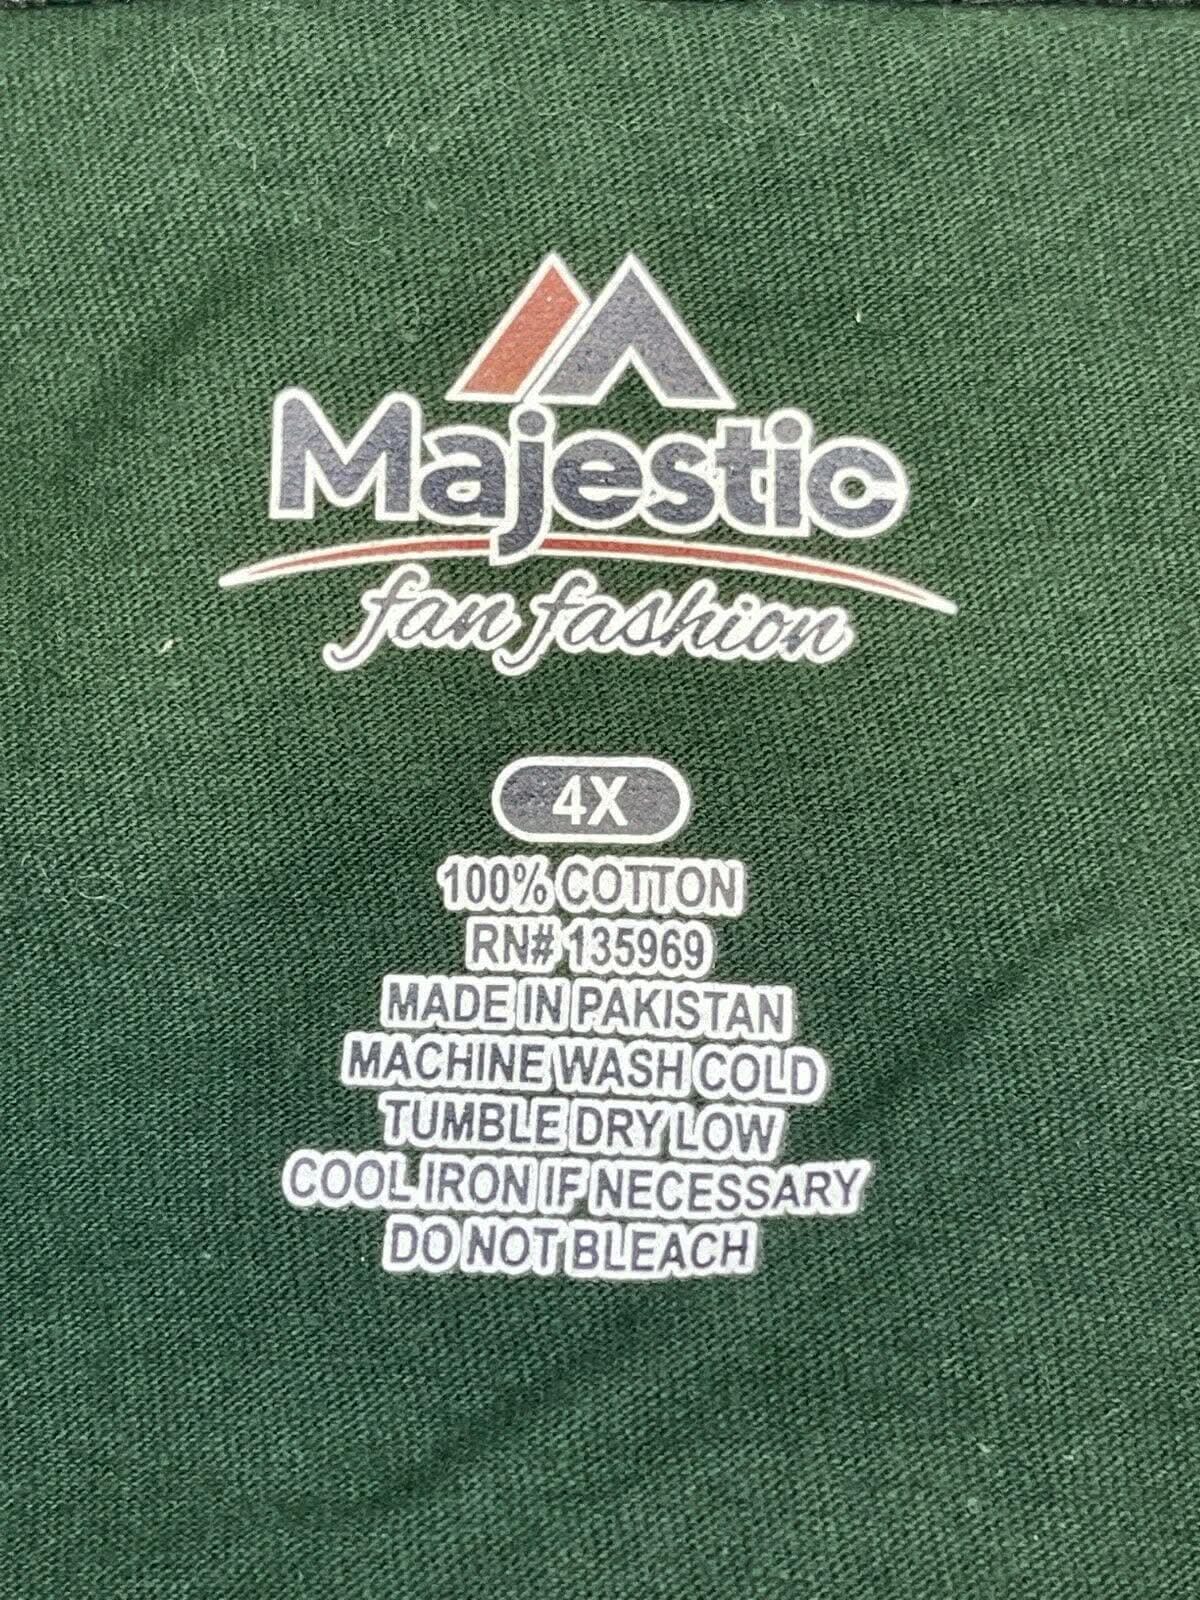 Majestic
fan fashion
4X
100% COTTON
RN# 135969
MADE IN PAKISTAN
MACHINE WASH COLD
TUMBLE DRY LOW
COOL IRON IF NECESSARY
DO NOT BLEACH